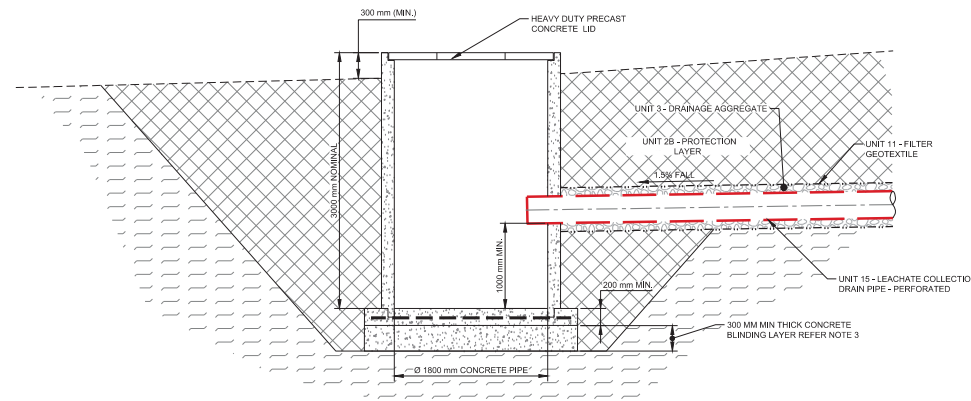 300 mm (MIN.)
HEAVY DUTY PRECAST
CONCRETE LID
UNIT 3 - DRAINAGE AGGREGATE
UNIT 2B - PROTECTION
LAYER
UNIT 11 - FILTER
GEOTEXTILE
1.5% FALL
3000 mm NOMINAL
1000 mm MIN.
200 mm MIN.
UNIT 15 - LEACHATE COLLECTIO
DRAIN PIPE - PERFORATED
300 MM MIN THICK CONCRETE
BLINDING LAYER REFER NOTE 3
Ø 1800 mm CONCRETE PIPE